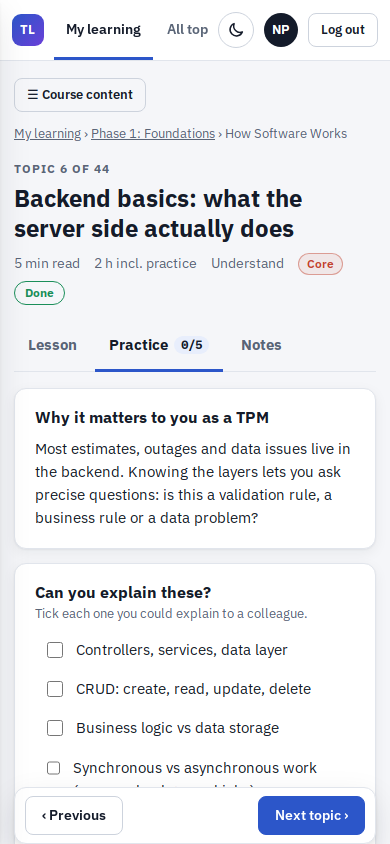 TL
My learning
All top
NP
Log out
☰ Course content
My learning › Phase 1: Foundations › How Software Works
TOPIC 6 OF 44
Backend basics: what the
server side actually does
5 min read 2 h incl. practice Understand Core
Done
Lesson
Practice 0/5
Notes
Why it matters to you as a TPM
Most estimates, outages and data issues live in
the backend. Knowing the layers lets you ask
precise questions: is this a validation rule, a
business rule or a data problem?
Can you explain these?
Tick each one you could explain to a colleague.
Controllers, services, data layer
CRUD: create, read, update, delete
Business logic vs data storage
Synchronous vs asynchronous work
‹ Previous
Next topic ›